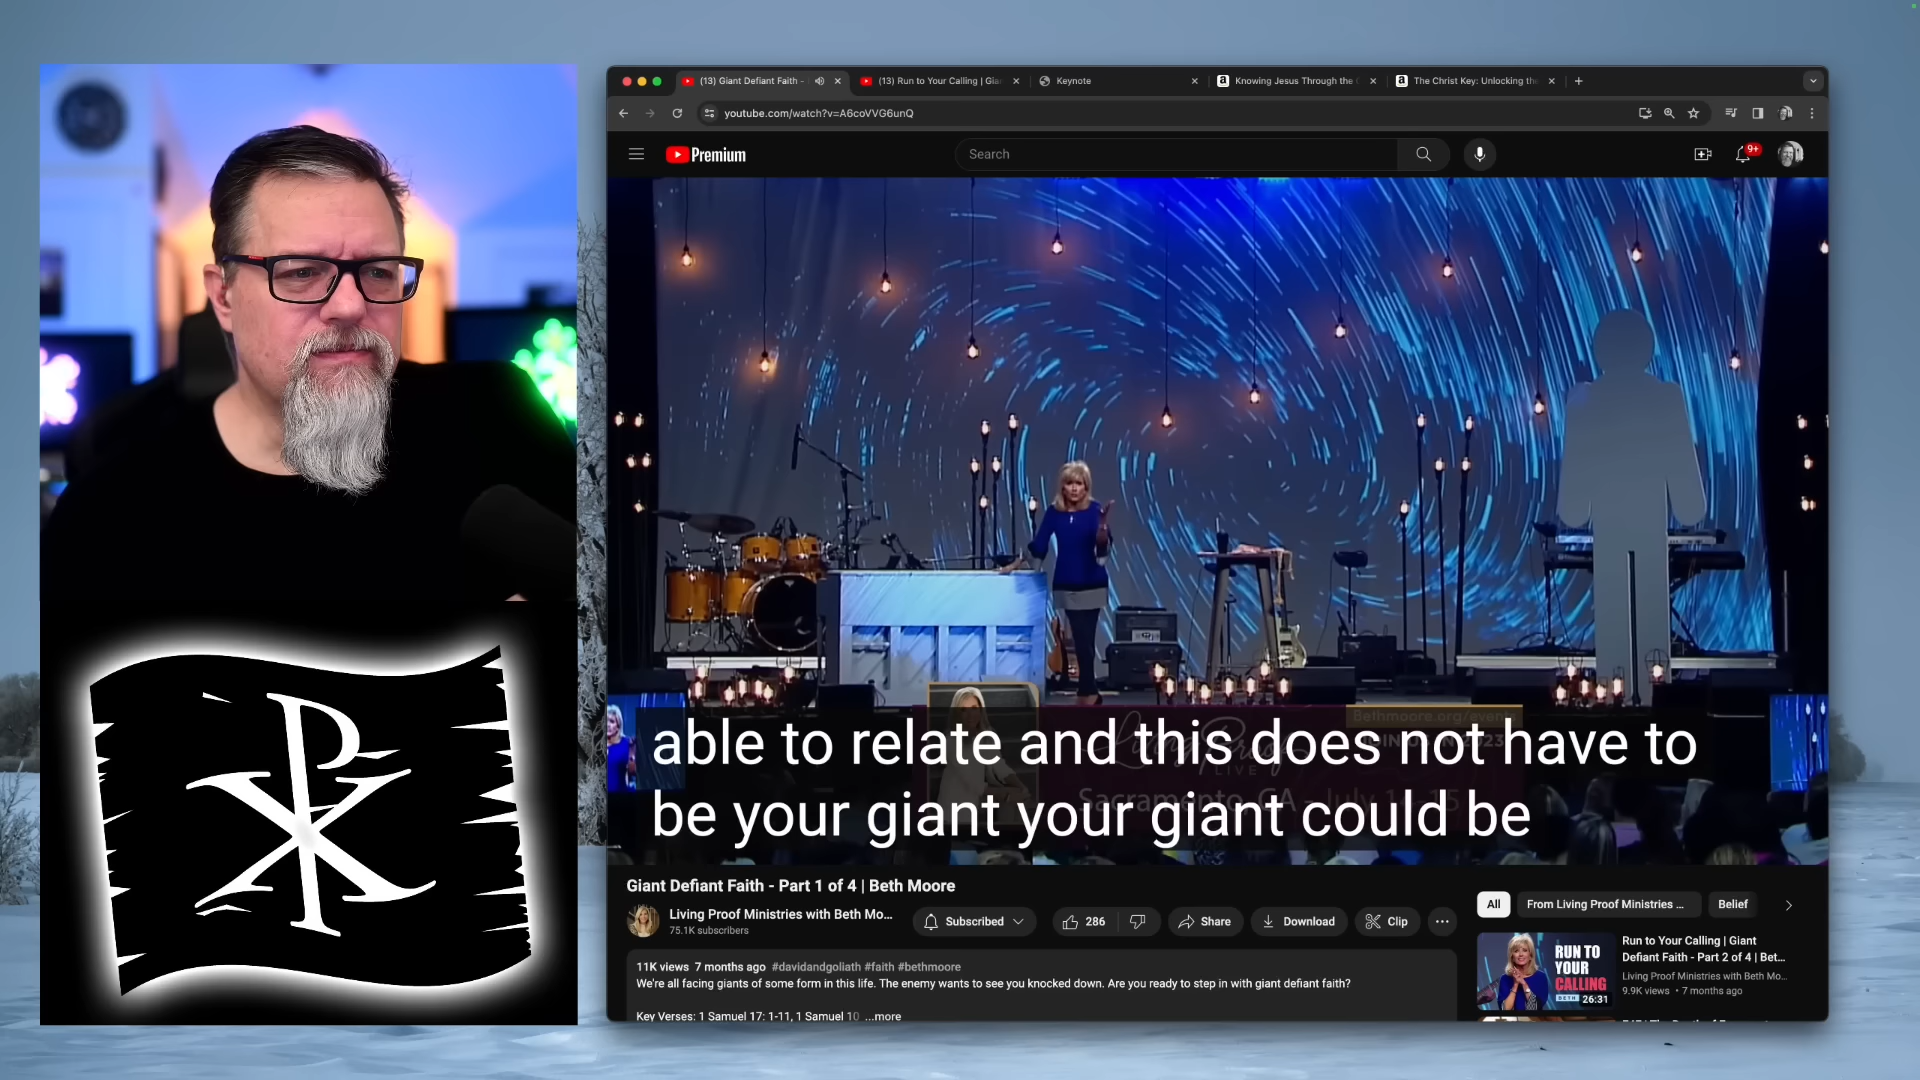 (13) Giant Defiant Faith -
(13) Run to Your Calling | Gia
Keynote
Knowing Jesus Through the
The Christ Key: Unlocking th
youtube.com/watch?v=A6coVVG6unQ
Premium
Search
9+
Bethmoore.org/events
able to relate and this does not have to
be your giant your giant could be
Giant Defiant Faith - Part 1 of 4 | Beth Moore
Living Proof Ministries with Beth Mo...
75.1K subscribers
Subscribed
286
Share
Download
Clip
11K views 7 months ago #davidandgoliath #faith #bethmoore
We're all facing giants of some form in this life. The enemy wants to see you knocked down. Are you ready to step in with giant defiant faith?
Key Verses: 1 Samuel 17: 1-11, 1 Samuel 10 ...more
All
From Living Proof Ministries ...
Belief
RUN TO
YOUR
CALLING
BETH
26:31
Run to Your Calling | Giant
Defiant Faith - Part 2 of 4 | Bet...
Living Proof Ministries with Beth Mo...
9.9K views • 7 months ago